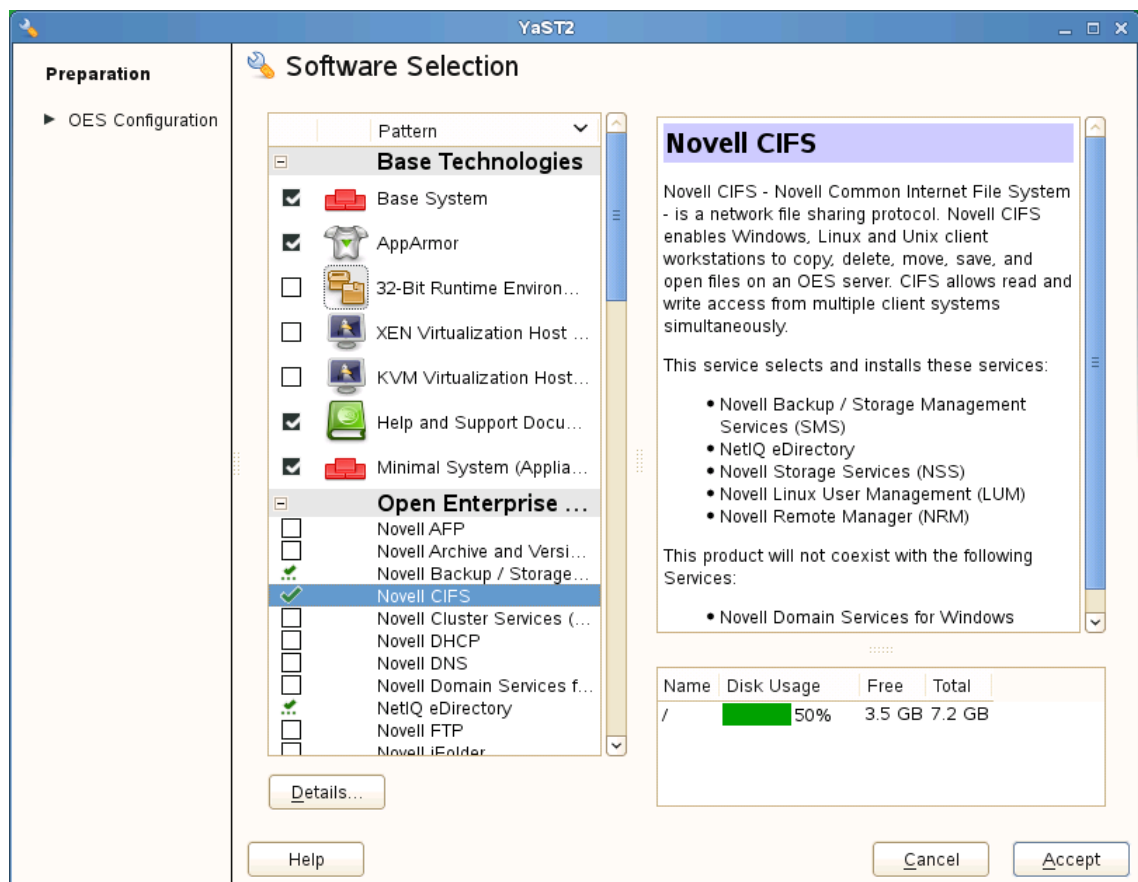 YaST2
Preparation
OES Configuration
Software Selection
Pattern
Base Technologies
Base System
AppArmor
32-Bit Runtime Environ...
XEN Virtualization Host ...
KVM Virtualization Host...
Help and Support Docu...
Minimal System (Applia...
Open Enterprise ...
Novell AFP
Novell Archive and Versi...
Novell Backup / Storage...
Novell CIFS
Novell Cluster Services (...
Novell DHCP
Novell DNS
Novell Domain Services f...
NetIQ eDirectory
Novell FTP
Novell iFolder
Details...
Novell CIFS
Novell CIFS - Novell Common Internet File System
- is a network file sharing protocol. Novell CIFS
enables Windows, Linux and Unix client
workstations to copy, delete, move, save, and
open files on an OES server. CIFS allows read and
write access from multiple client systems
simultaneously.
This service selects and installs these services:
• Novell Backup / Storage Management
Services (SMS)
• NetIQ eDirectory
• Novell Storage Services (NSS)
• Novell Linux User Management (LUM)
• Novell Remote Manager (NRM)
This product will not coexist with the following
Services:
• Novell Domain Services for Windows
Name Disk Usage Free Total
/ 50% 3.5 GB 7.2 GB
Help
Cancel
Accept